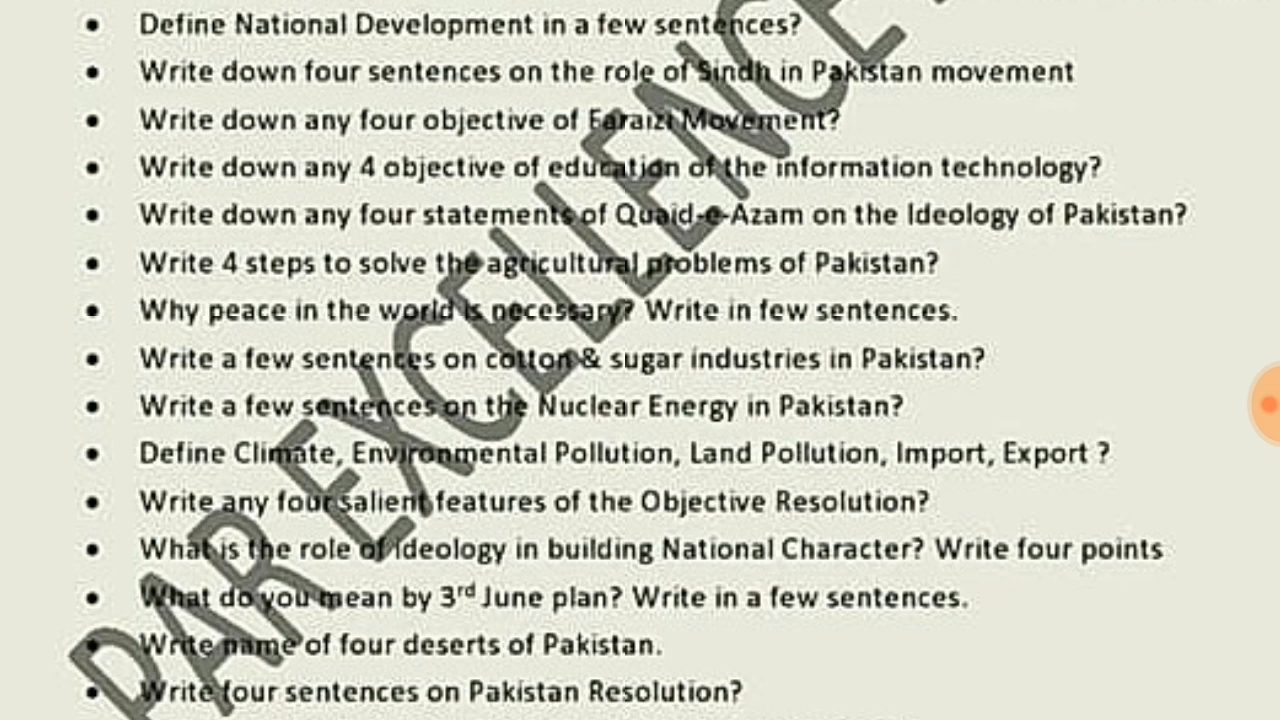 • Define National Development in a few sentences?
• Write down four sentences on the role of Sindh in Pakistan movement
• Write down any four objective of Faraizi Movement?
• Write down any 4 objective of education of the information technology?
• Write down any four statements of Quaid-e-Azam on the Ideology of Pakistan?
• Write 4 steps to solve the agricultural problems of Pakistan?
• Why peace in the world is necessary? Write in few sentences.
• Write a few sentences on cotton & sugar industries in Pakistan?
• Write a few sentences on the Nuclear Energy in Pakistan?
• Define Climate, Environmental Pollution, Land Pollution, Import, Export ?
• Write any four salient features of the Objective Resolution?
• What is the role of Ideology in building National Character? Write four points
• What do you mean by 3rd June plan? Write in a few sentences.
• Write name of four deserts of Pakistan.
• Write four sentences on Pakistan Resolution?
PAR EXCELLENCE